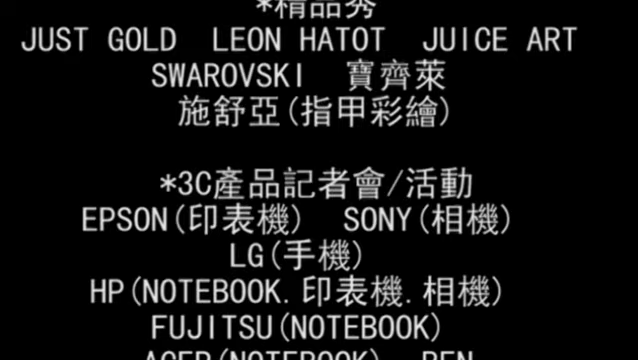 *精品秀
JUST GOLD LEON HATOT JUICE ART
SWAROVSKI 寶齊萊
施舒亞(指甲彩繪)
*3C產品記者會/活動
EPSON(印表機) SONY(相機)
LG(手機)
HP(NOTEBOOK.印表機.相機)
FUJITSU(NOTEBOOK)
ACER(NOTEBOOK)